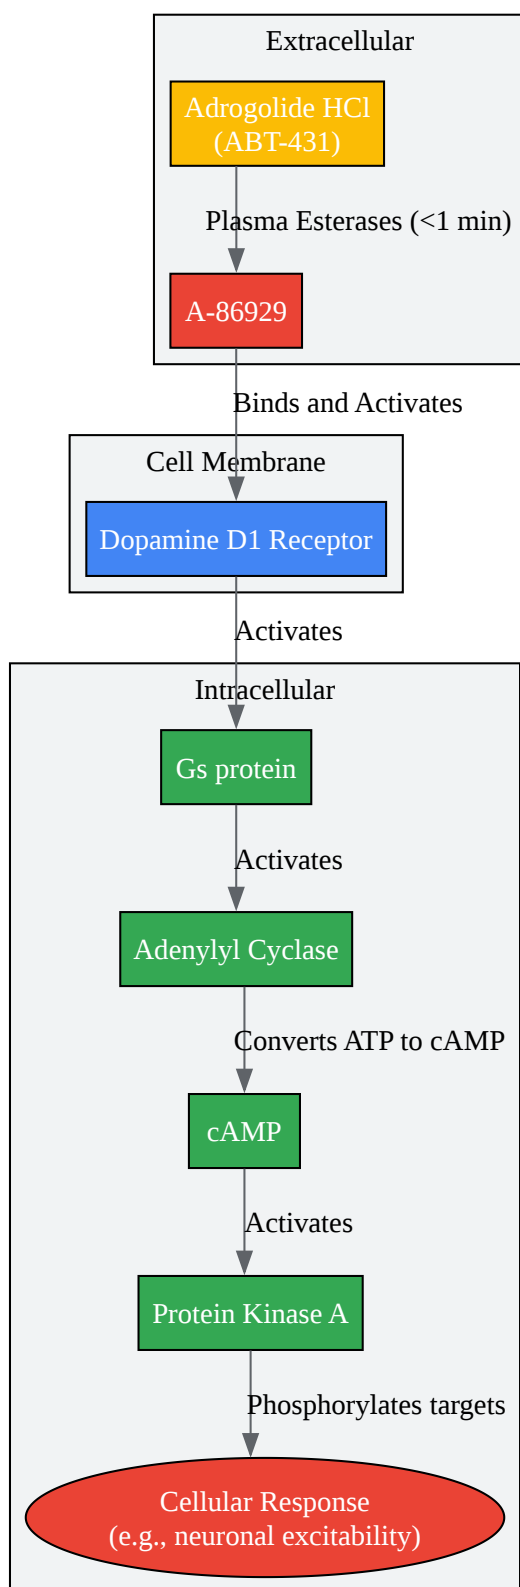 Extracellular
Adrogolide HCl
(ABT-431)
Plasma Esterases (<1 min)
A-86929
Binds and Activates
Cell Membrane
Dopamine D1 Receptor
Activates
Intracellular
Gs protein
Activates
Adenylyl Cyclase
Converts ATP to cAMP
cAMP
Activates
Protein Kinase A
Phosphorylates targets
Cellular Response
(e.g., neuronal excitability)